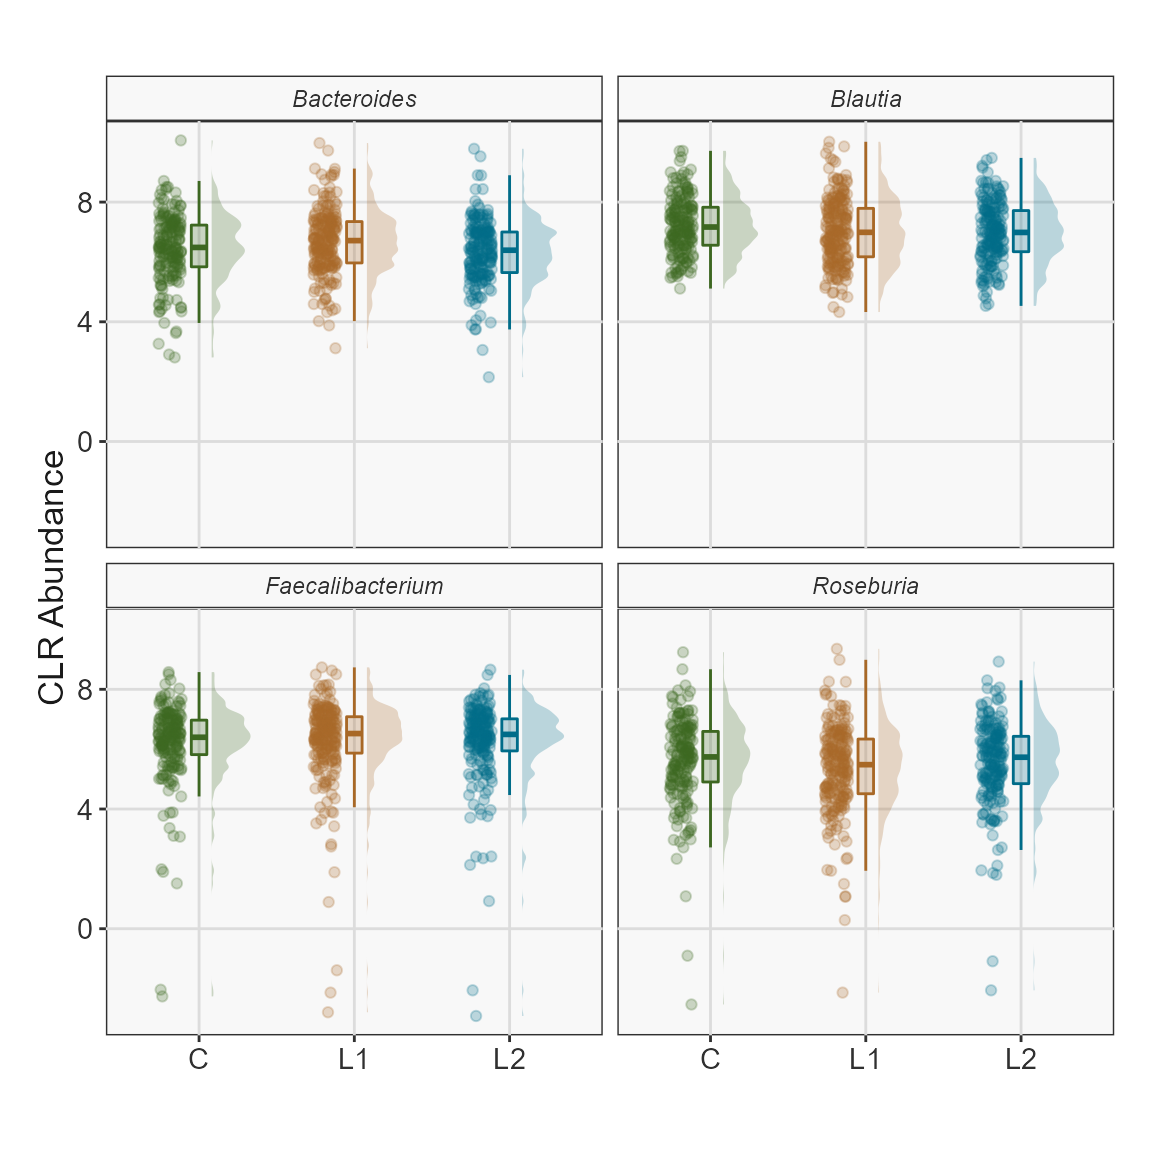 Bacteroides
Blautia
8
4
0
CLR Abundance
Faecalibacterium
Roseburia
8
4
0
C
L1
L2
C
L1
L2